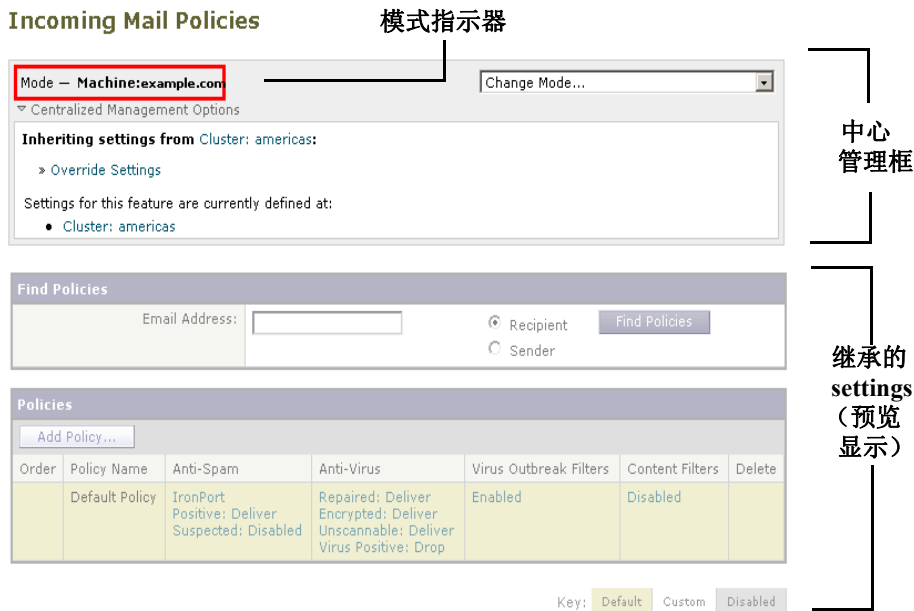 Incoming Mail Policies
模式指示器
Mode — Machine:example.com
Change Mode...
Centralized Management Options
Inheriting settings from Cluster: americas:
» Override Settings
Settings for this feature are currently defined at:
• Cluster: americas
中心
管理框
Find Policies
Email Address:
Recipient
Sender
Find Policies
继承的
settings
（预览
显示）
Policies
Add Policy...
Order Policy Name Anti-Spam Anti-Virus Virus Outbreak Filters Content Filters Delete
Default Policy
IronPort
Positive: Deliver
Suspected: Disabled
Repaired: Deliver
Encrypted: Deliver
Unscannable: Deliver
Virus Positive: Drop
Enabled
Disabled
Key: Default Custom Disabled